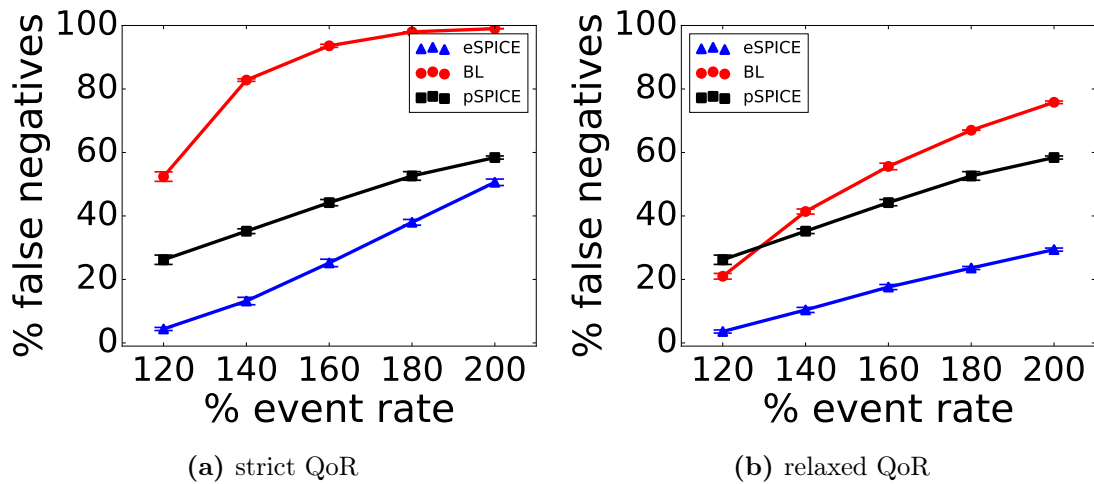 % false negatives
100
80
60
40
20
0
eSPICE
BL
pSPICE
120 140 160 180 200
% event rate
(a) strict QoR
% false negatives
100
80
60
40
20
0
eSPICE
BL
pSPICE
120 140 160 180 200
% event rate
(b) relaxed QoR